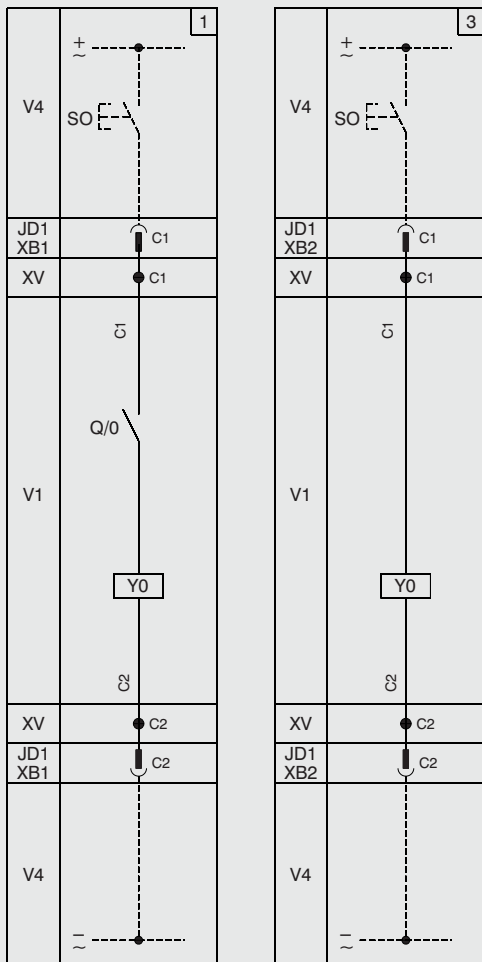 1
+
~
V4
SO
JD1
XB1
C1
XV
C1
C1
Q/0
V1
Y0
C2
XV
C2
JD1
XB1
C2
V4
–
~
3
+
~
V4
SO
JD1
XB2
C1
XV
C1
C1
V1
Y0
C2
XV
C2
JD1
XB2
C2
V4
–
~